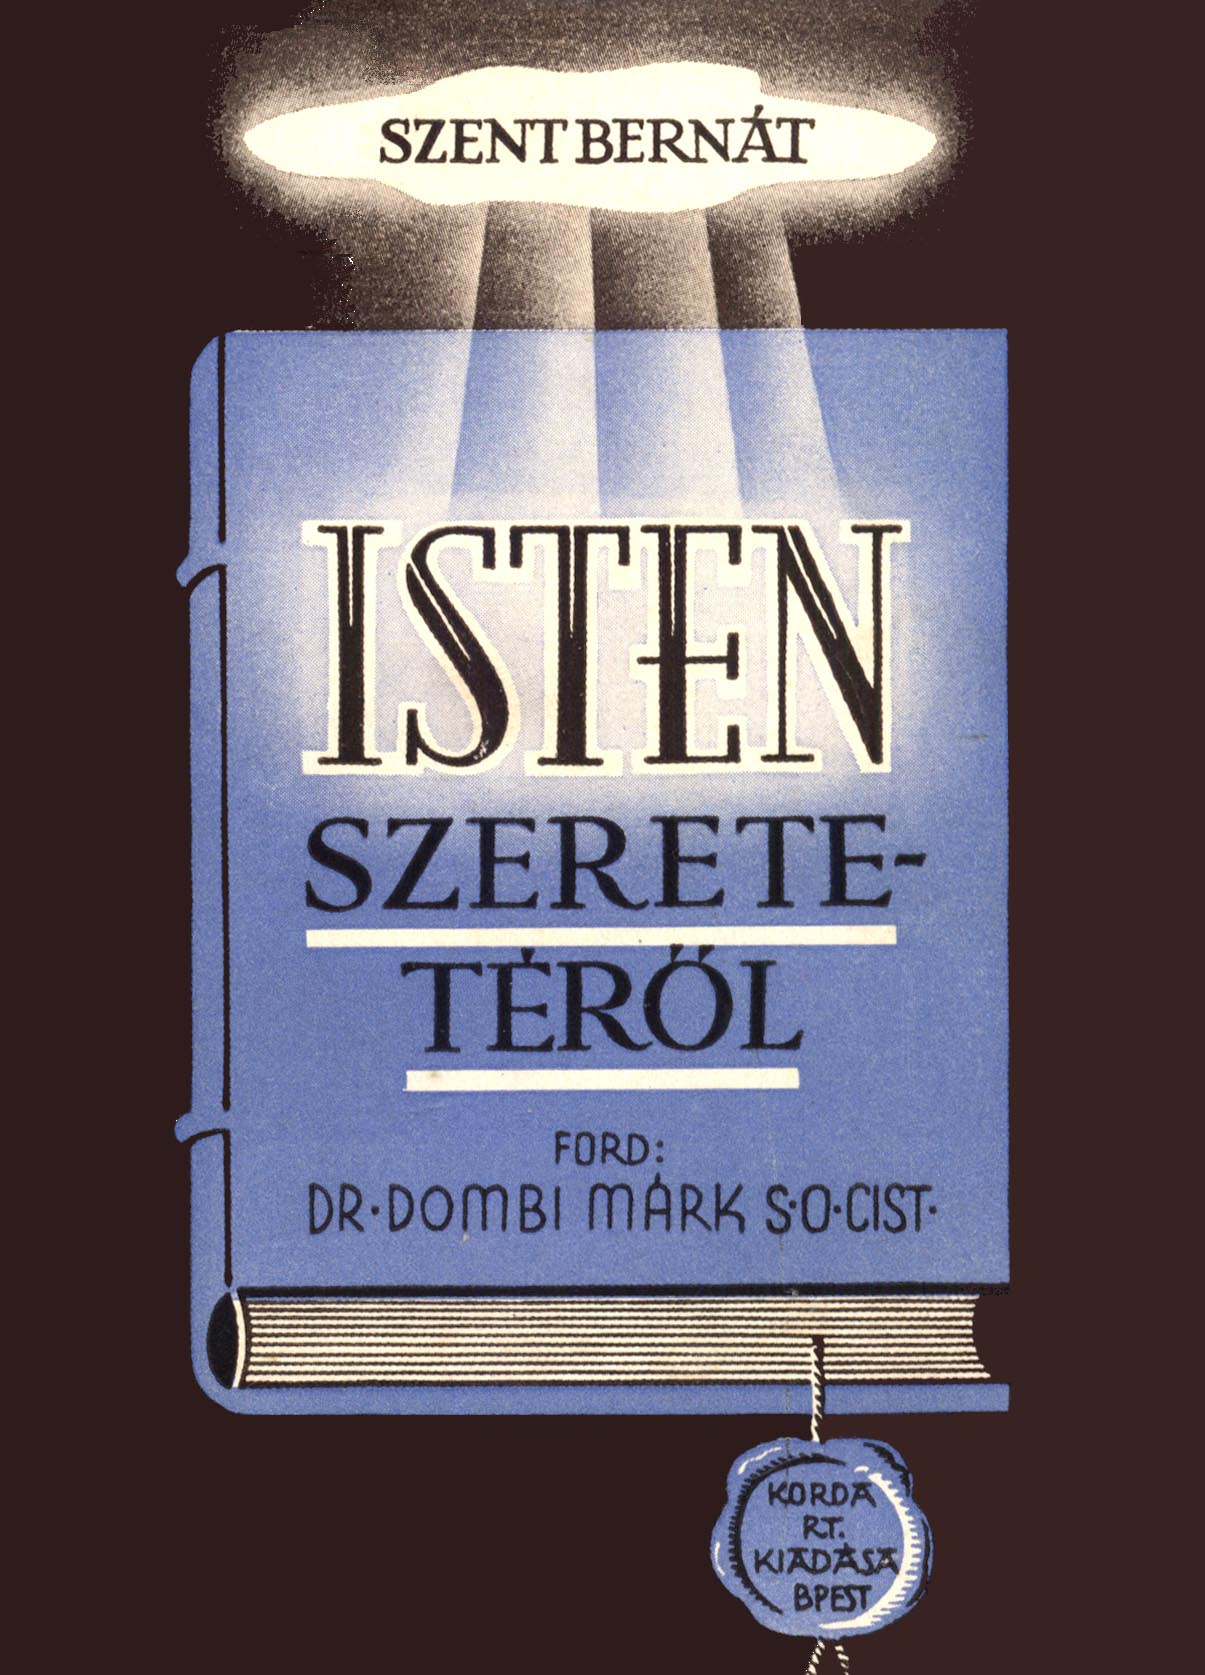 SZENT BERNÁT
ISTEN
SZERETE-
TÉRŐL
FORD:
DR·DOMBI MÁRK S·O·CIST·
KORDA
RT.
KIADÁSA
BPEST